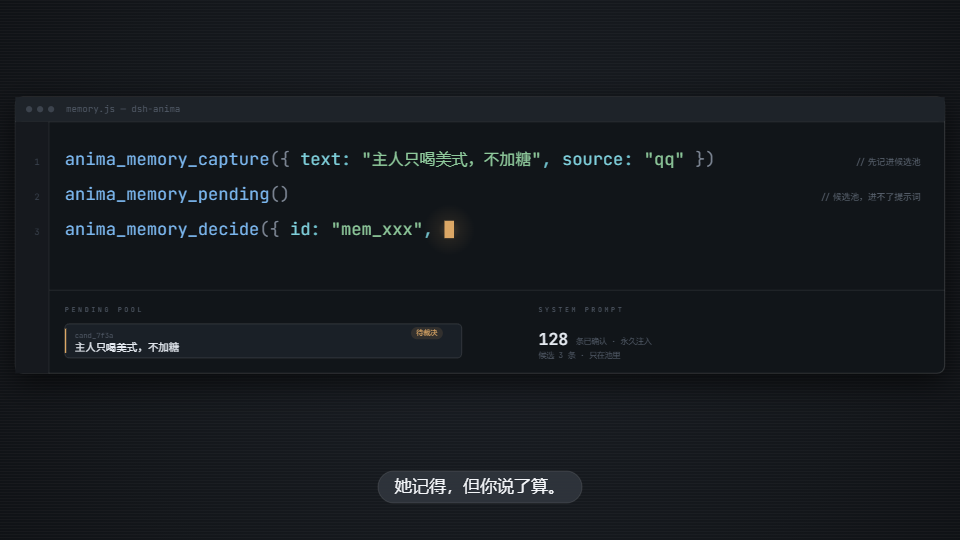 memory.js — dsh-anima
1 anima_memory_capture({ text: "主人只喝美式，不加糖", source: "qq" }) // 先记进候选池
2 anima_memory_pending() // 候选池，进不了提示词
3 anima_memory_decide({ id: "mem_xxx",
PENDING POOL
cand_7f3a
待裁决
主人只喝美式，不加糖
SYSTEM PROMPT
128 条已确认 · 永久注入
候选 3 条 · 只在池里
她记得，但你说了算。